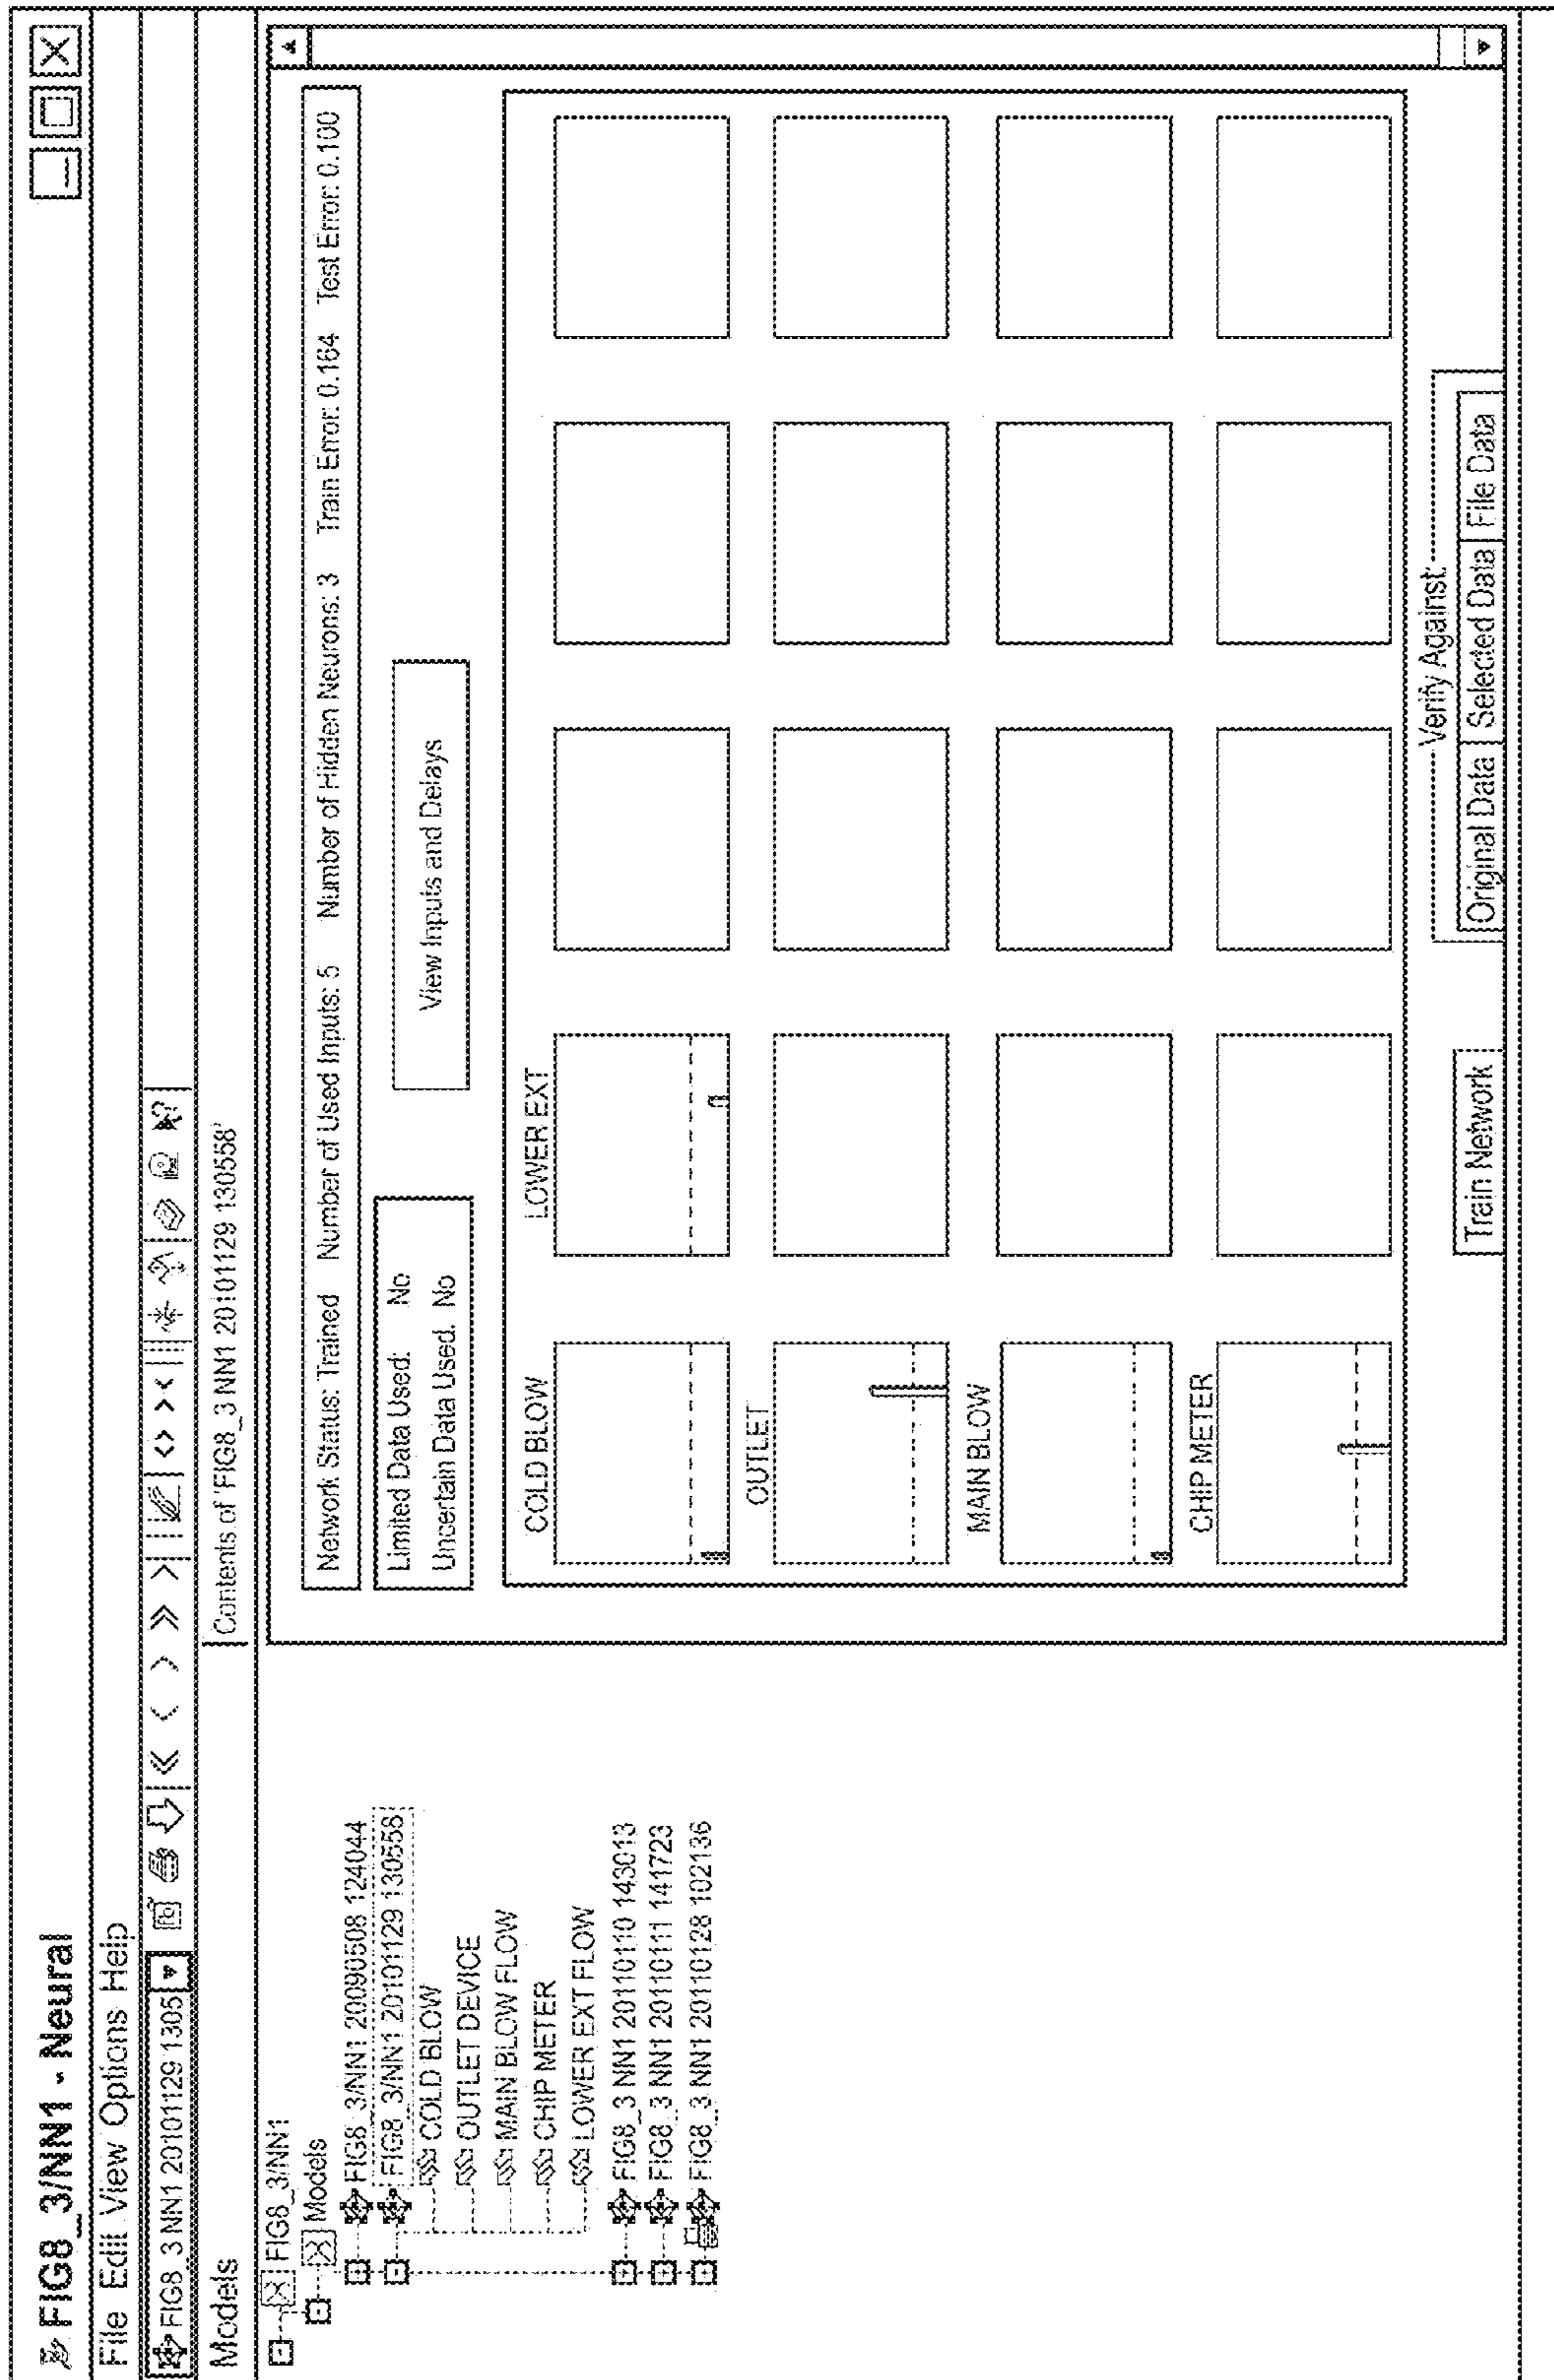 FIG8_3/NN1 - Neural
File Edit View Options Help
FIG8_3 NN1 20101129 1305
Models
Contents of 'FIG8_3 NN1 20101129 130558'
FIG8_3/NN1
Models
FIG8_3/NN1 20090508 124044
FIG8_3/NN1 20101129 130558
COLD BLOW
OUTLET DEVICE
MAIN BLOW FLOW
CHIP METER
LOWER EXT FLOW
FIG8_3 NN1 20110110 143013
FIG8_3 NN1 20110111 141723
FIG8_3 NN1 20110128 102136
Network Status: Trained Number of Used Inputs: 5 Number of Hidden Neurons: 3 Train Error: 0.164 Test Error: 0.100
Limited Data Used: No
Uncertain Data Used. No
View Inputs and Delays
COLD BLOW
LOWER EXT
OUTLET
MAIN BLOW
CHIP METER
Train Network
Verify Against:
Original Data Selected Data File Data